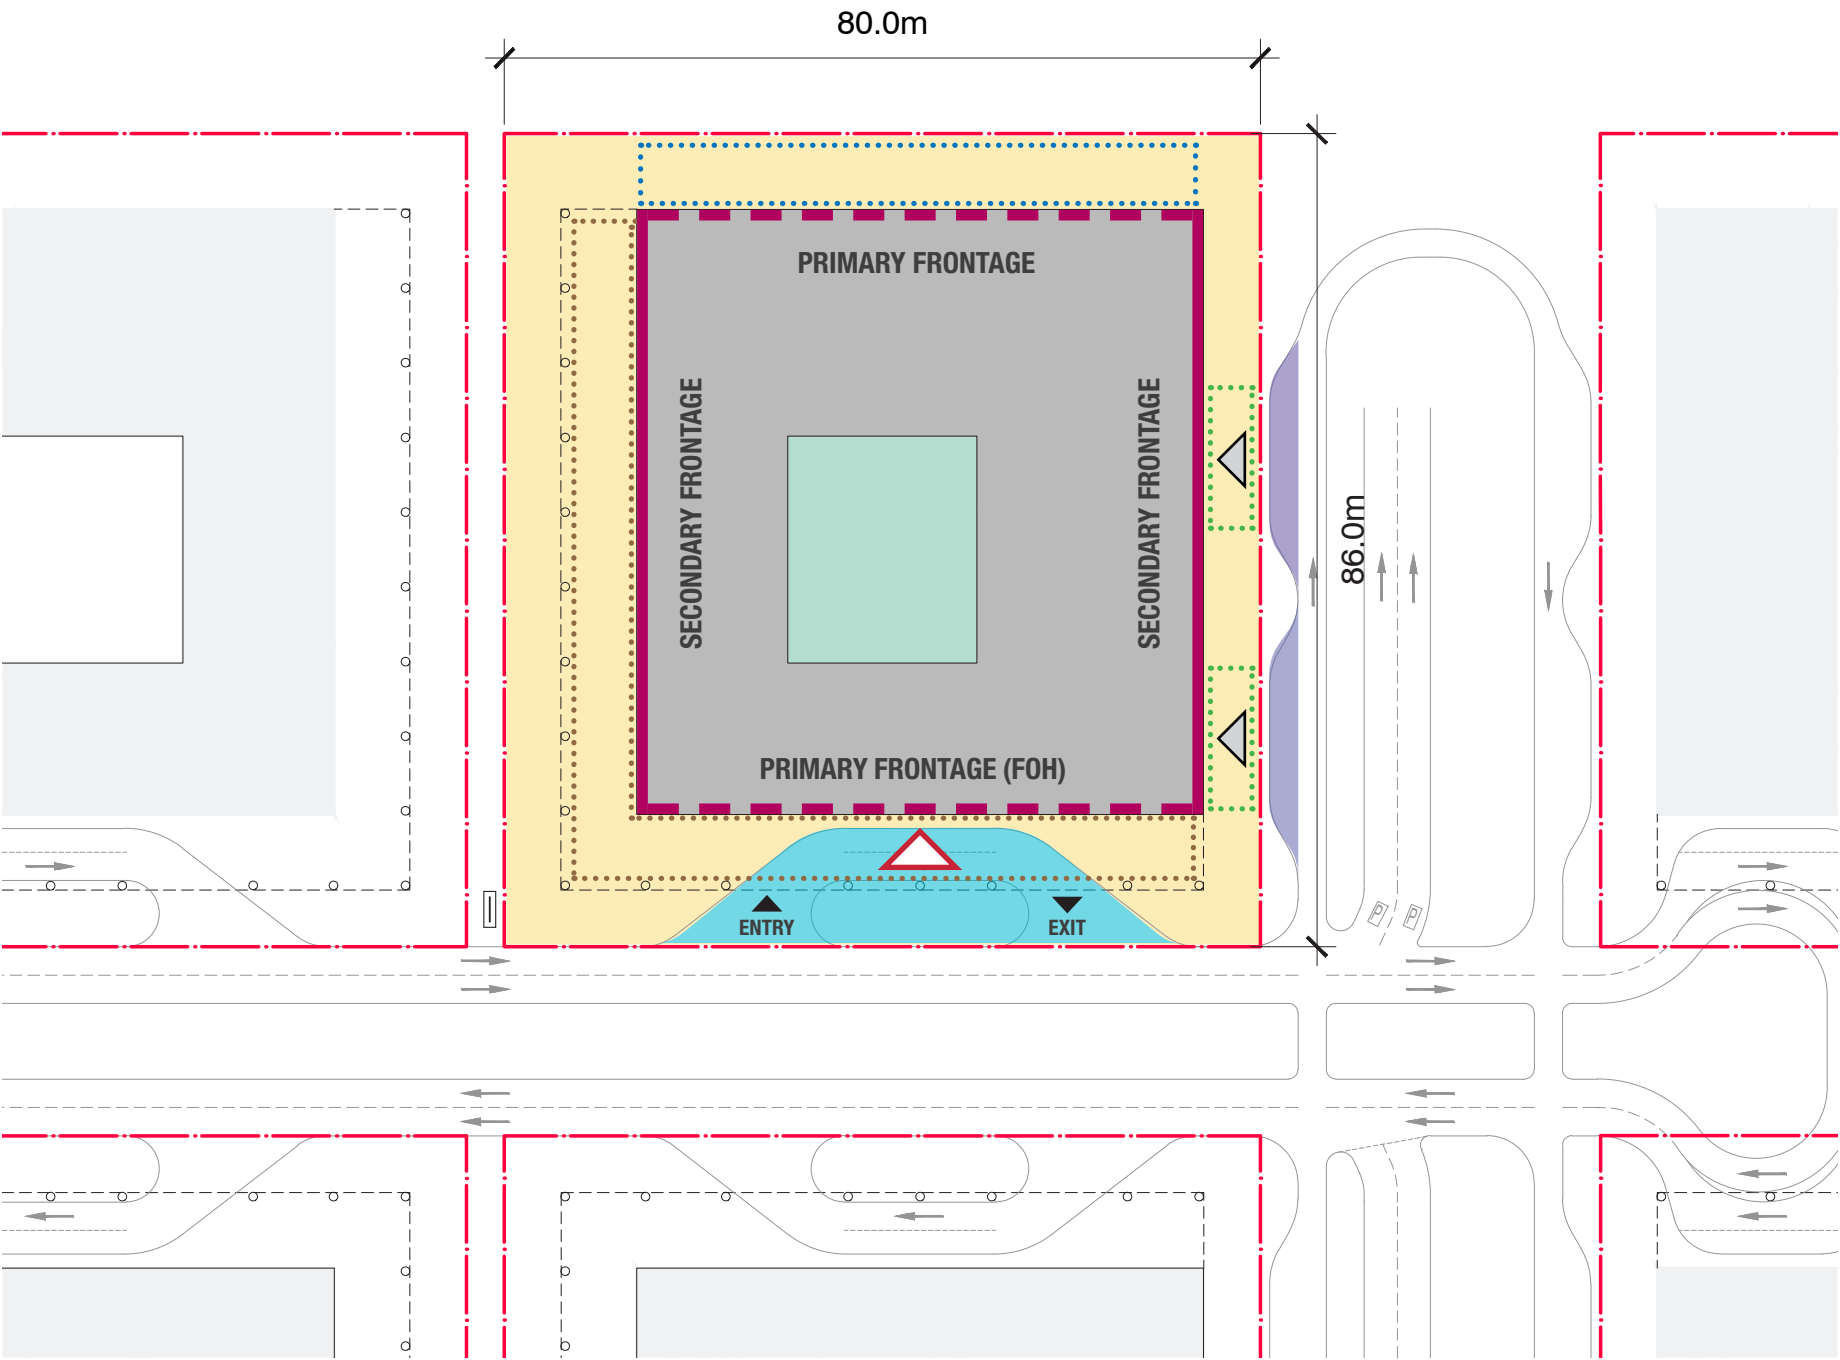 80.0m
PRIMARY FRONTAGE
SECONDARY FRONTAGE
SECONDARY FRONTAGE
86.0m
PRIMARY FRONTAGE (FOH)
ENTRY
EXIT
P
P